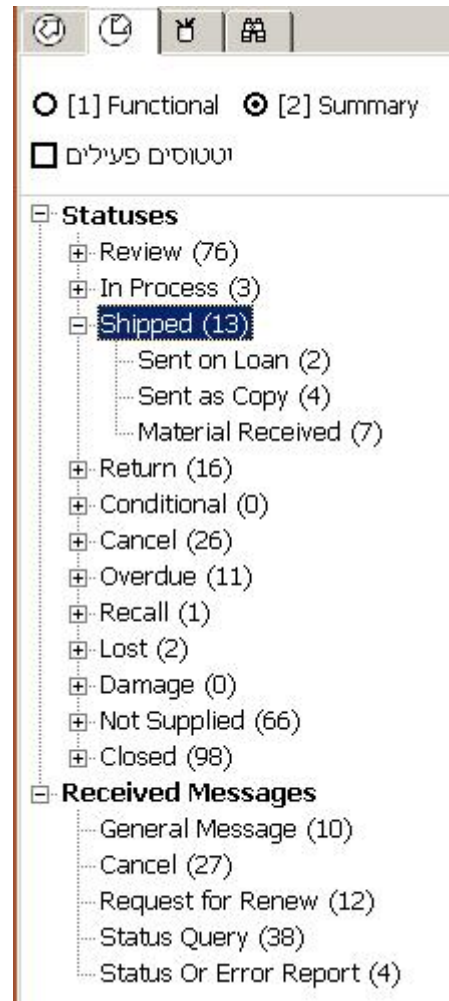 [1] Functional [2] Summary
וטטוסים פעילים
Statuses
Review (76)
In Process (3)
Shipped (13)
Sent on Loan (2)
Sent as Copy (4)
Material Received (7)
Return (16)
Conditional (0)
Cancel (26)
Overdue (11)
Recall (1)
Lost (2)
Damage (0)
Not Supplied (66)
Closed (98)
Received Messages
General Message (10)
Cancel (27)
Request for Renew (12)
Status Query (38)
Status Or Error Report (4)